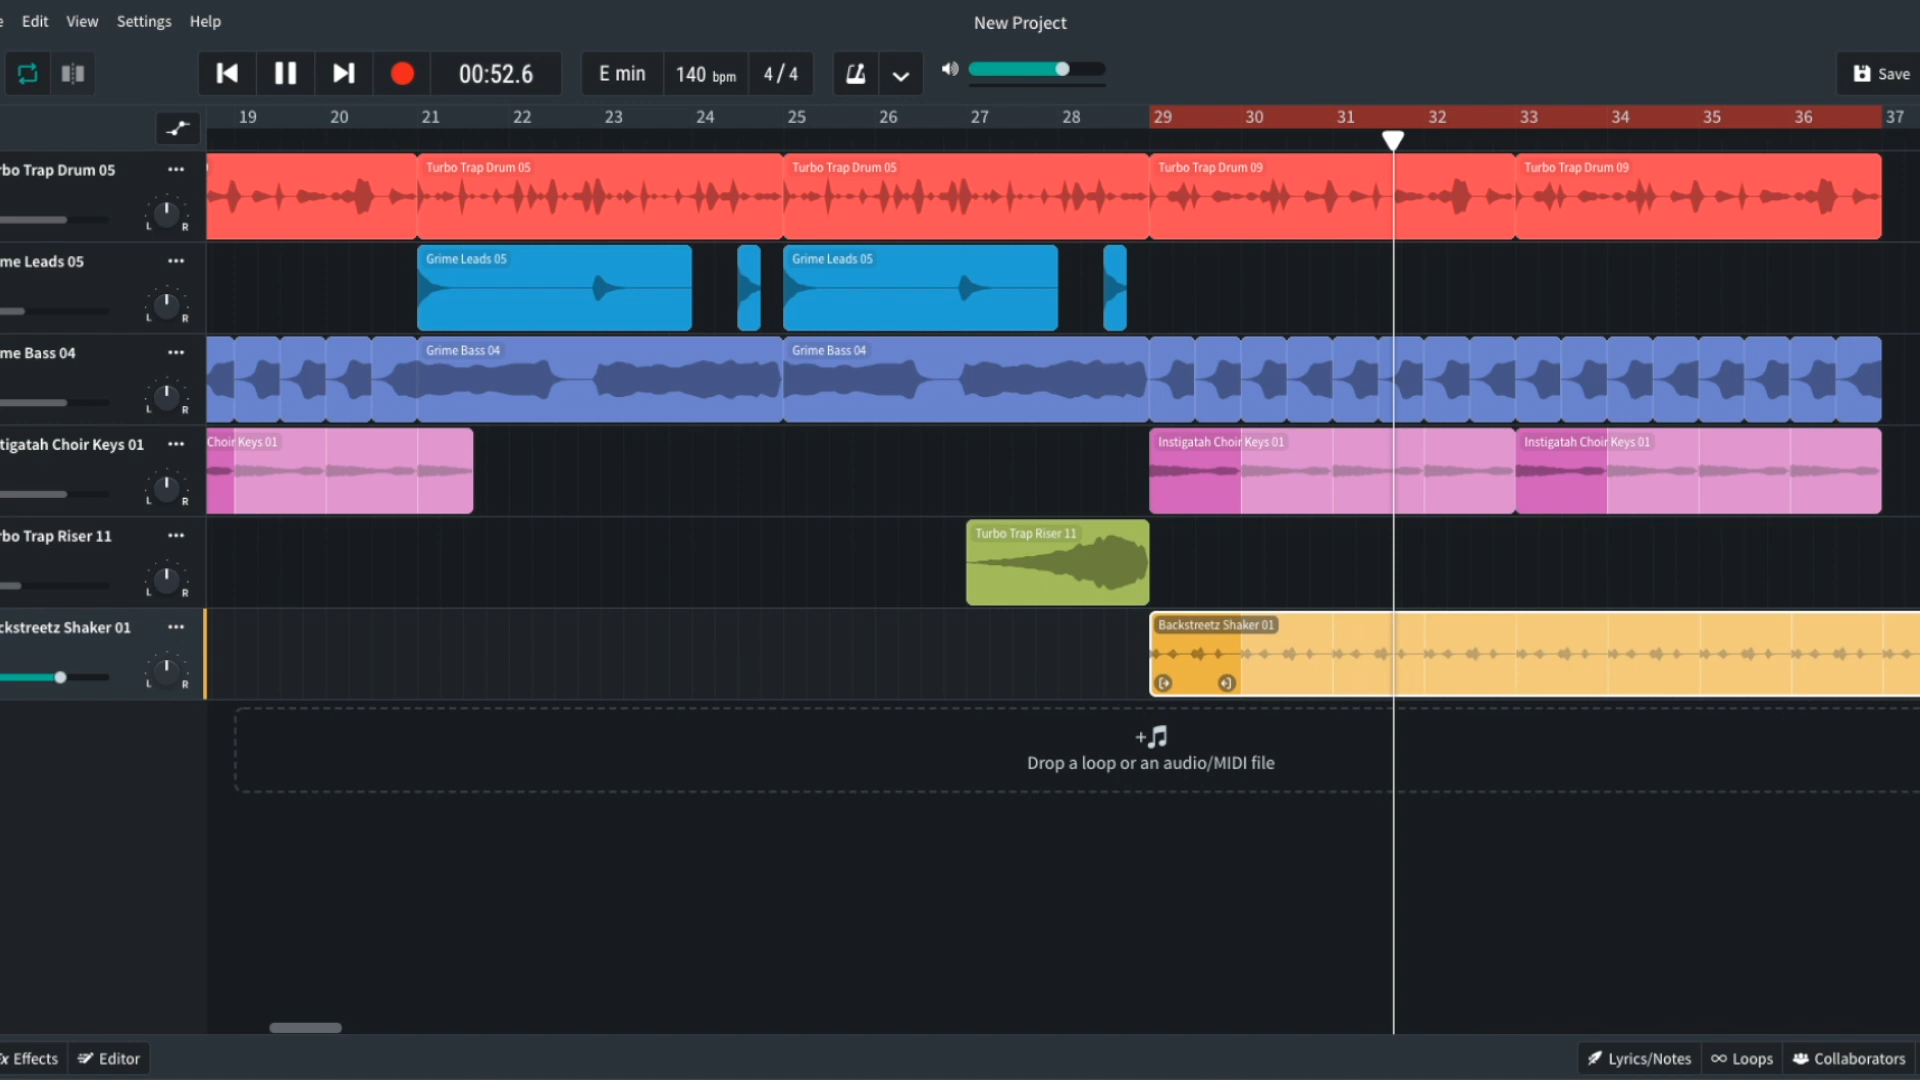 Edit View Settings Help
New Project
00:52.6
E min
140 bpm
4/4
Save
19 20 21 22 23 24 25 26 27 28 29 30 31 32 33 34 35 36 37
rbo Trap Drum 05
L R
Turbo Trap Drum 05
Turbo Trap Drum 05
Turbo Trap Drum 09
Turbo Trap Drum 09
me Leads 05
L R
Grime Leads 05
Grime Leads 05
me Bass 04
L R
Grime Bass 04
Grime Bass 04
tigatah Choir Keys 01
L R
Choir Keys 01
Instigatah Choir Keys 01
Instigatah Choir Keys 01
rbo Trap Riser 11
L R
Turbo Trap Riser 11
ckstreetz Shaker 01
L R
Backstreetz Shaker 01
Drop a loop or an audio/MIDI file
x Effects
Editor
Lyrics/Notes
Loops
Collaborators